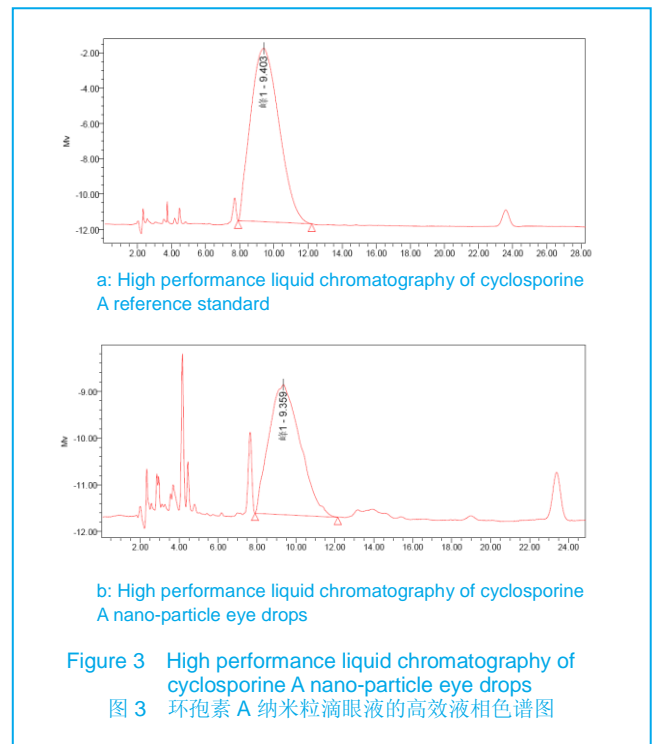 -2.00
-4.00
-6.00
-8.00
-10.00
-12.00
Mv
峰1 - 9.403
2.00 4.00 6.00 8.00 10.00 12.00 14.00 16.00 18.00 20.00 22.00 24.00 26.00 28.00
a: High performance liquid chromatography of cyclosporine
A reference standard
-9.00
-10.00
-11.00
-12.00
Mv
峰1 - 9.359
2.00 4.00 6.00 8.00 10.00 12.00 14.00 16.00 18.00 20.00 22.00 24.00
b: High performance liquid chromatography of cyclosporine
A nano-particle eye drops
Figure 3 High performance liquid chromatography of
cyclosporine A nano-particle eye drops
图 3 环孢素 A 纳米粒滴眼液的高效液相色谱图